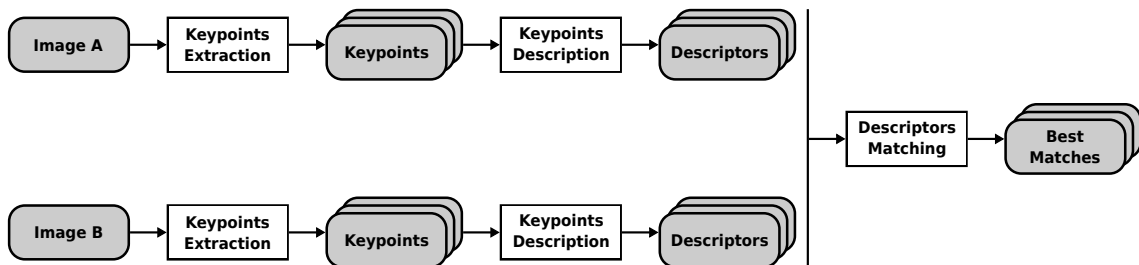 Image A
Keypoints
Extraction
Keypoints
Keypoints
Description
Descriptors
Descriptors
Matching
Best
Matches
Image B
Keypoints
Extraction
Keypoints
Keypoints
Description
Descriptors